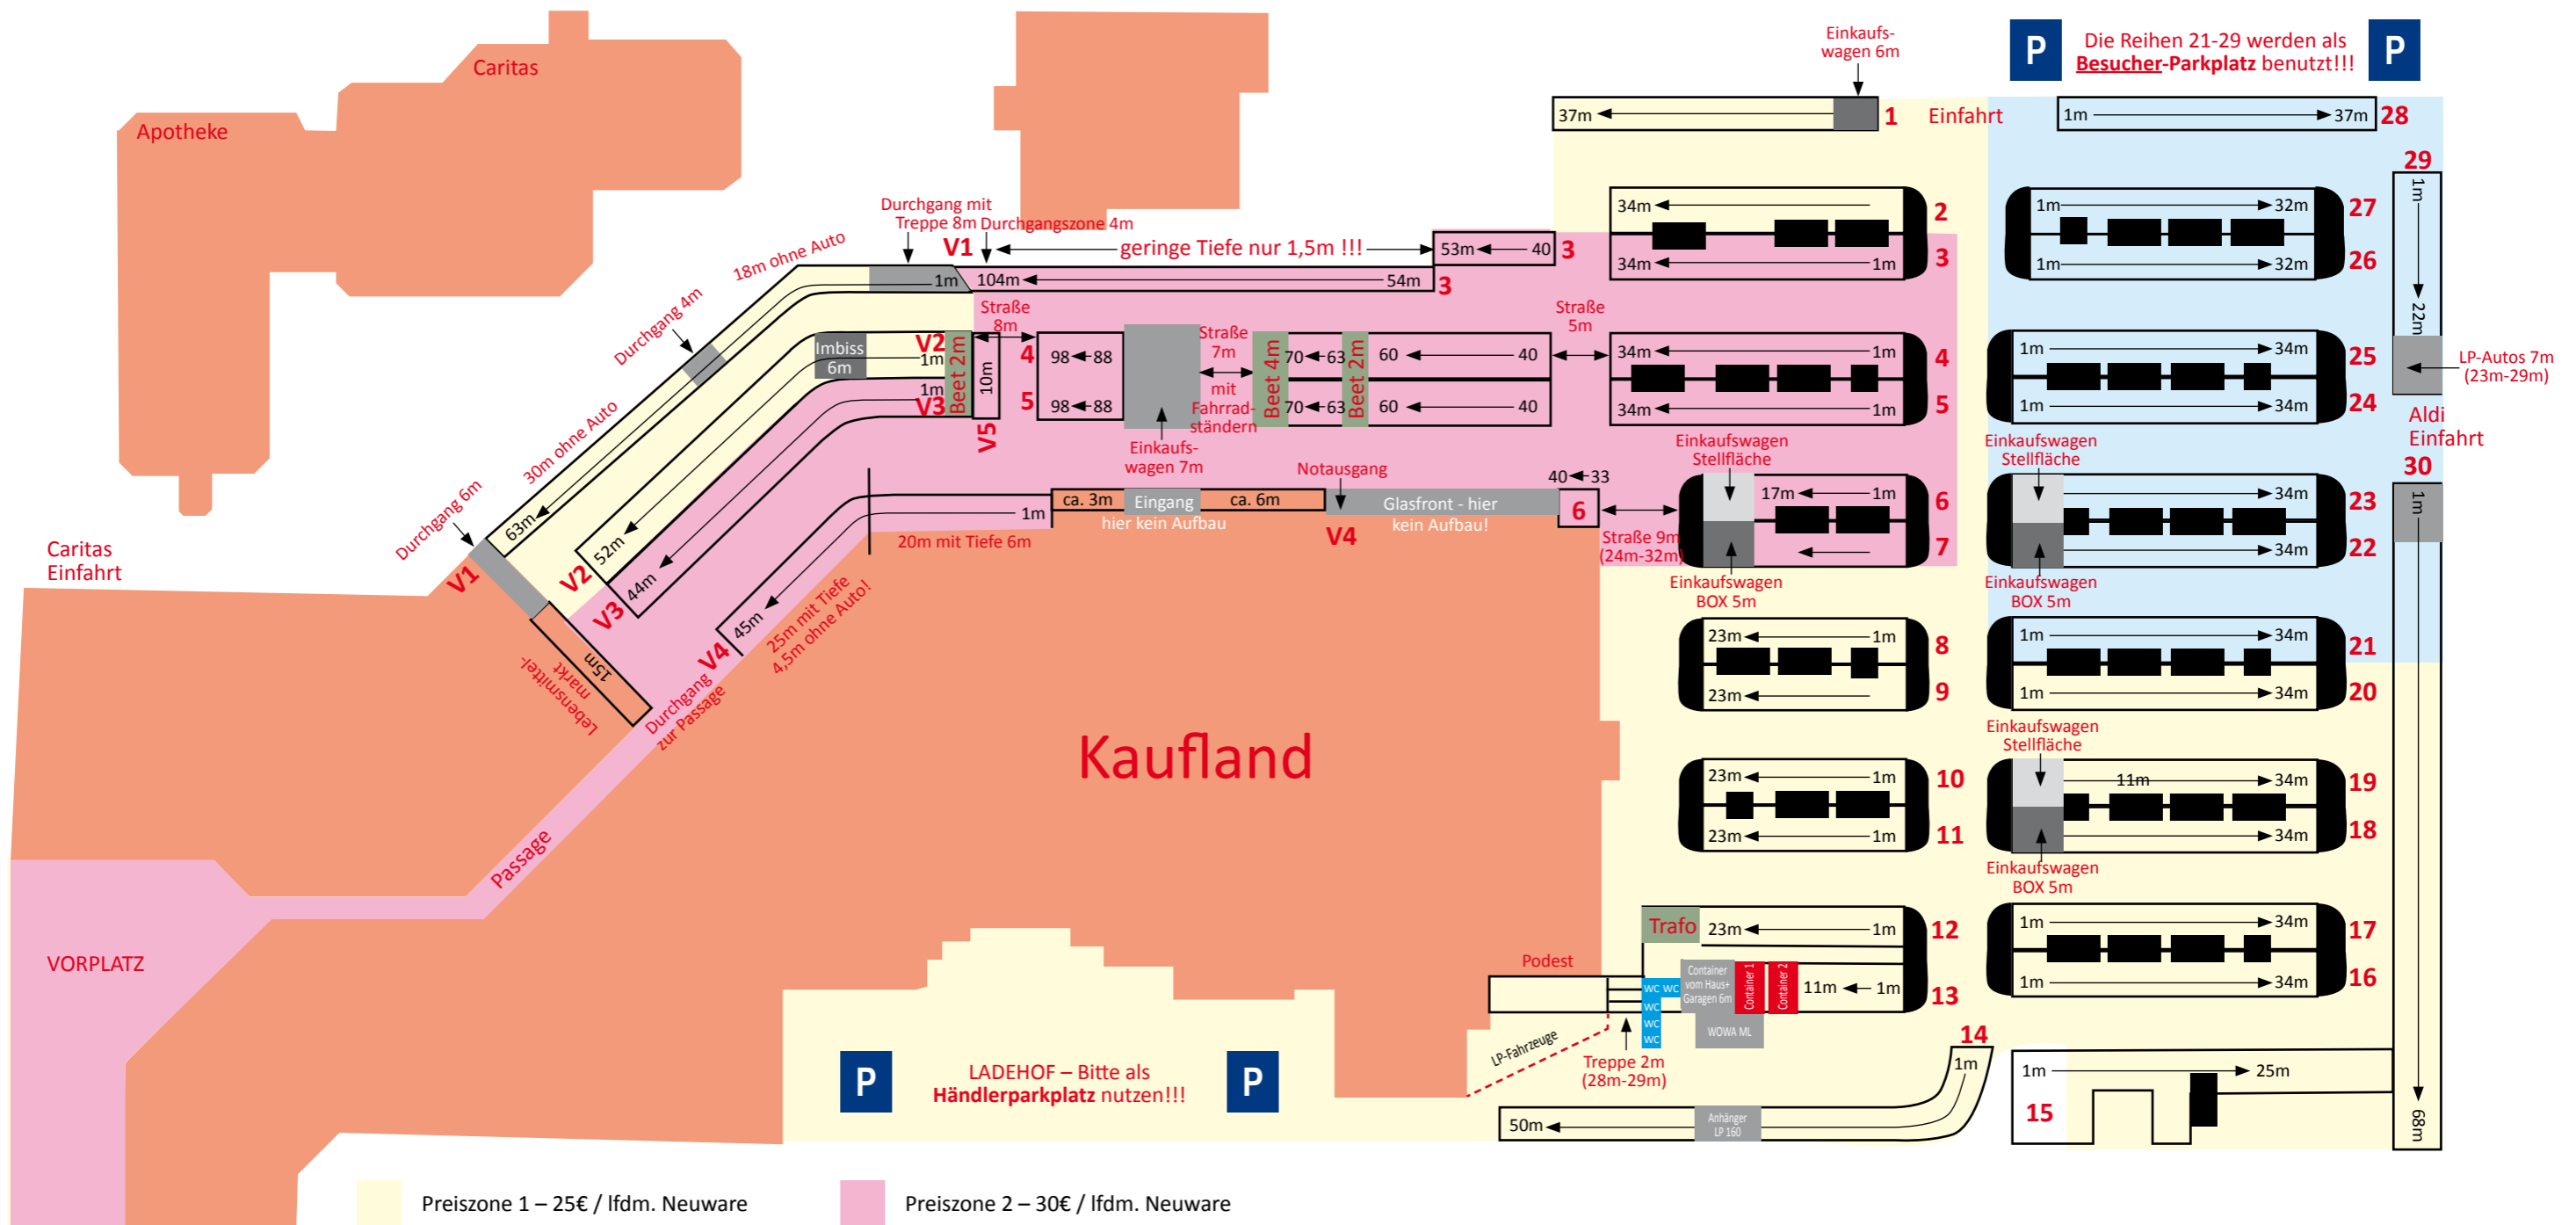 Caritas
Apotheke
Einkaufs-
wagen 6m
P
Die Reihen 21-29 werden als
Besucher-Parkplatz benutzt!!!
P
37m
1
Einfahrt
1m
37m
28
29
1m
22m
Durchgang mit
Treppe 8m
Durchgangszone 4m
V1
geringe Tiefe nur 1,5m !!!
53m
40
3
34m
2
34m
1m
3
1m
32m
27
1m
32m
26
18m ohne Auto
1m
104m
54m
3
Durchgang 4m
Straße
8m
Straße
7m
mit
Fahrrad-
ständern
Straße
5m
Imbiss
6m
V2
1m
1m
V3
Beet 2m
10m
V5
4
98
88
5
98
88
Einkaufs-
wagen 7m
Beet 4m
70
63
70
63
Beet 2m
60
40
60
40
34m
1m
4
34m
1m
5
1m
34m
25
1m
34m
24
LP-Autos 7m
(23m-29m)
Aldi
Einfahrt
30
1m
68m
30m ohne Auto
Durchgang 6m
63m
52m
44m
V1
V2
V3
Caritas
Einfahrt
15m
Lebensmittel-
markt
45m
V4
1m
20m mit Tiefe 6m
25m mit Tiefe
4,5m ohne Auto!
Durchgang
zur Passage
ca. 3m
Eingang
ca. 6m
hier kein Aufbau
Notausgang
V4
Glasfront - hier
kein Aufbau!
40
33
6
Straße 9m
(24m-32m)
Einkaufswagen
Stellfläche
17m
1m
6
7
Einkaufswagen
BOX 5m
Einkaufswagen
Stellfläche
34m
23
34m
22
Einkaufswagen
BOX 5m
23m
1m
8
23m
9
1m
34m
21
1m
34m
20
Kaufland
23m
1m
10
23m
1m
11
Einkaufswagen
Stellfläche
11m
34m
19
34m
18
Einkaufswagen
BOX 5m
Passage
VORPLATZ
Trafo
23m
1m
12
Podest
WC WC
WC
WC
WC
Container
vom Haus+
Garagen 6m
Container 1
Container 2
11m
1m
13
WOWA ML
1m
34m
17
1m
34m
16
LP-Fahrzeuge
Treppe 2m
(28m-29m)
14
1m
50m
Anhänger
LP 160
1m
25m
15
P
LADEHOF – Bitte als
Händlerparkplatz nutzen!!!
P
Preiszone 1 – 25€ / lfdm. Neuware
Preiszone 2 – 30€ / lfdm. Neuware